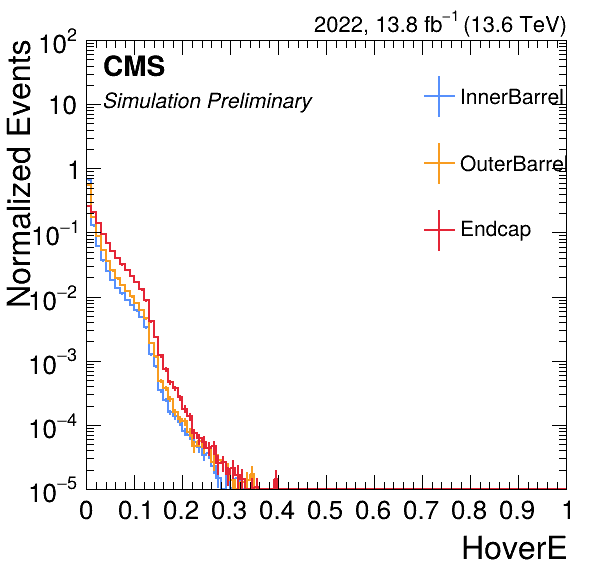 2022, 13.8 fb⁻¹ (13.6 TeV)
CMS
Simulation Preliminary
Normalized Events
10²
10
1
10⁻¹
10⁻²
10⁻³
10⁻⁴
10⁻⁵
InnerBarrel
OuterBarrel
Endcap
0 0.1 0.2 0.3 0.4 0.5 0.6 0.7 0.8 0.9 1
HoverE